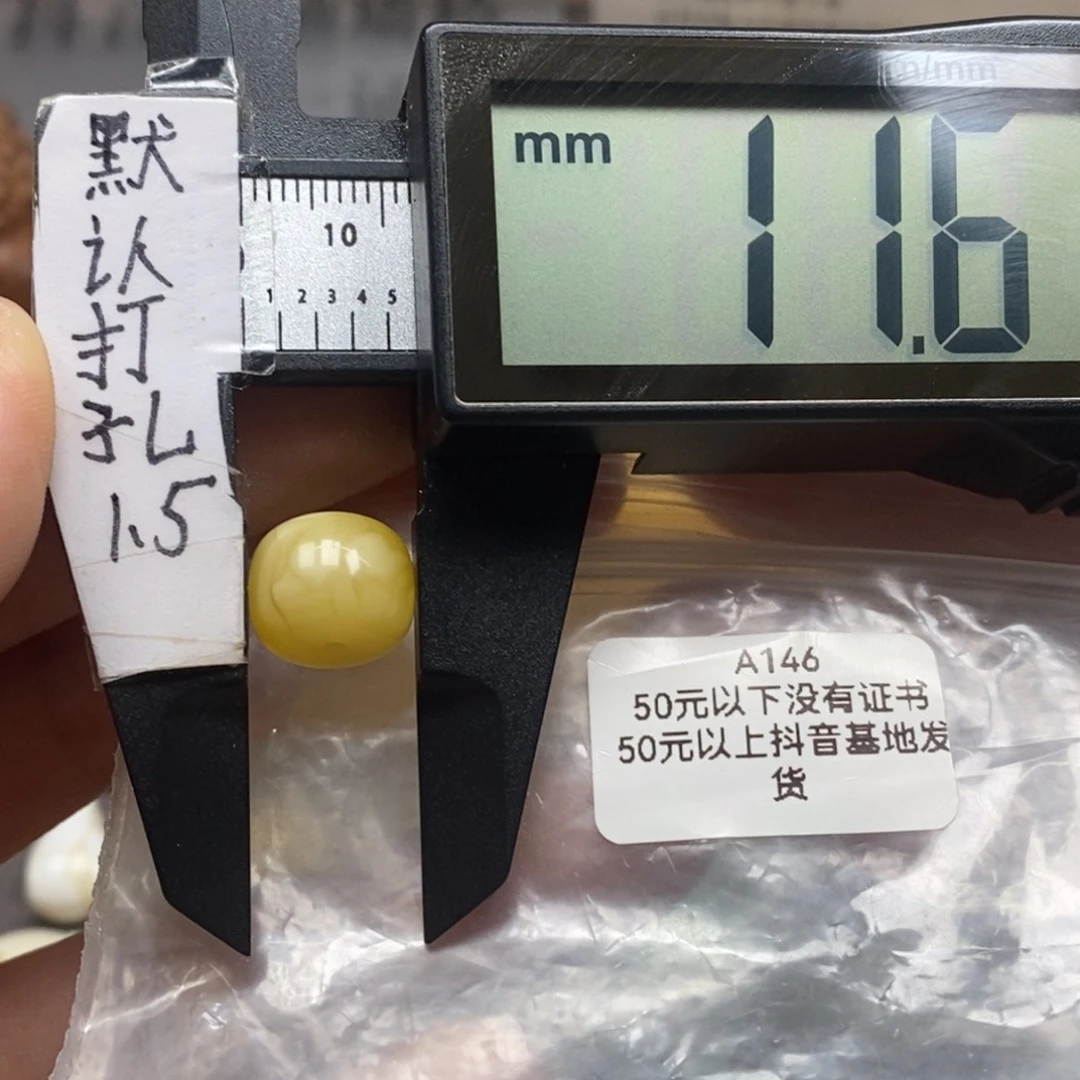 默
认
打
孔
1.5
mm
11.6
10
1 2 3 4 5
A146
50元以下没有证书
50元以上抖音基地发
货